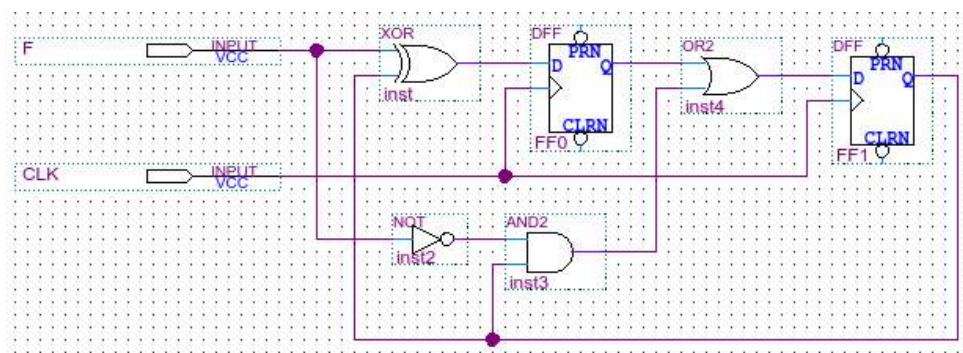 XOR
DFF
OR2
DFF
F
INPUT
VCC
PRN
D
Q
PRN
D
Q
inst
inst4
CLRN
FF0
CLRN
FF1
CLK
INPUT
VCC
NOT
AND2
inst2
inst3